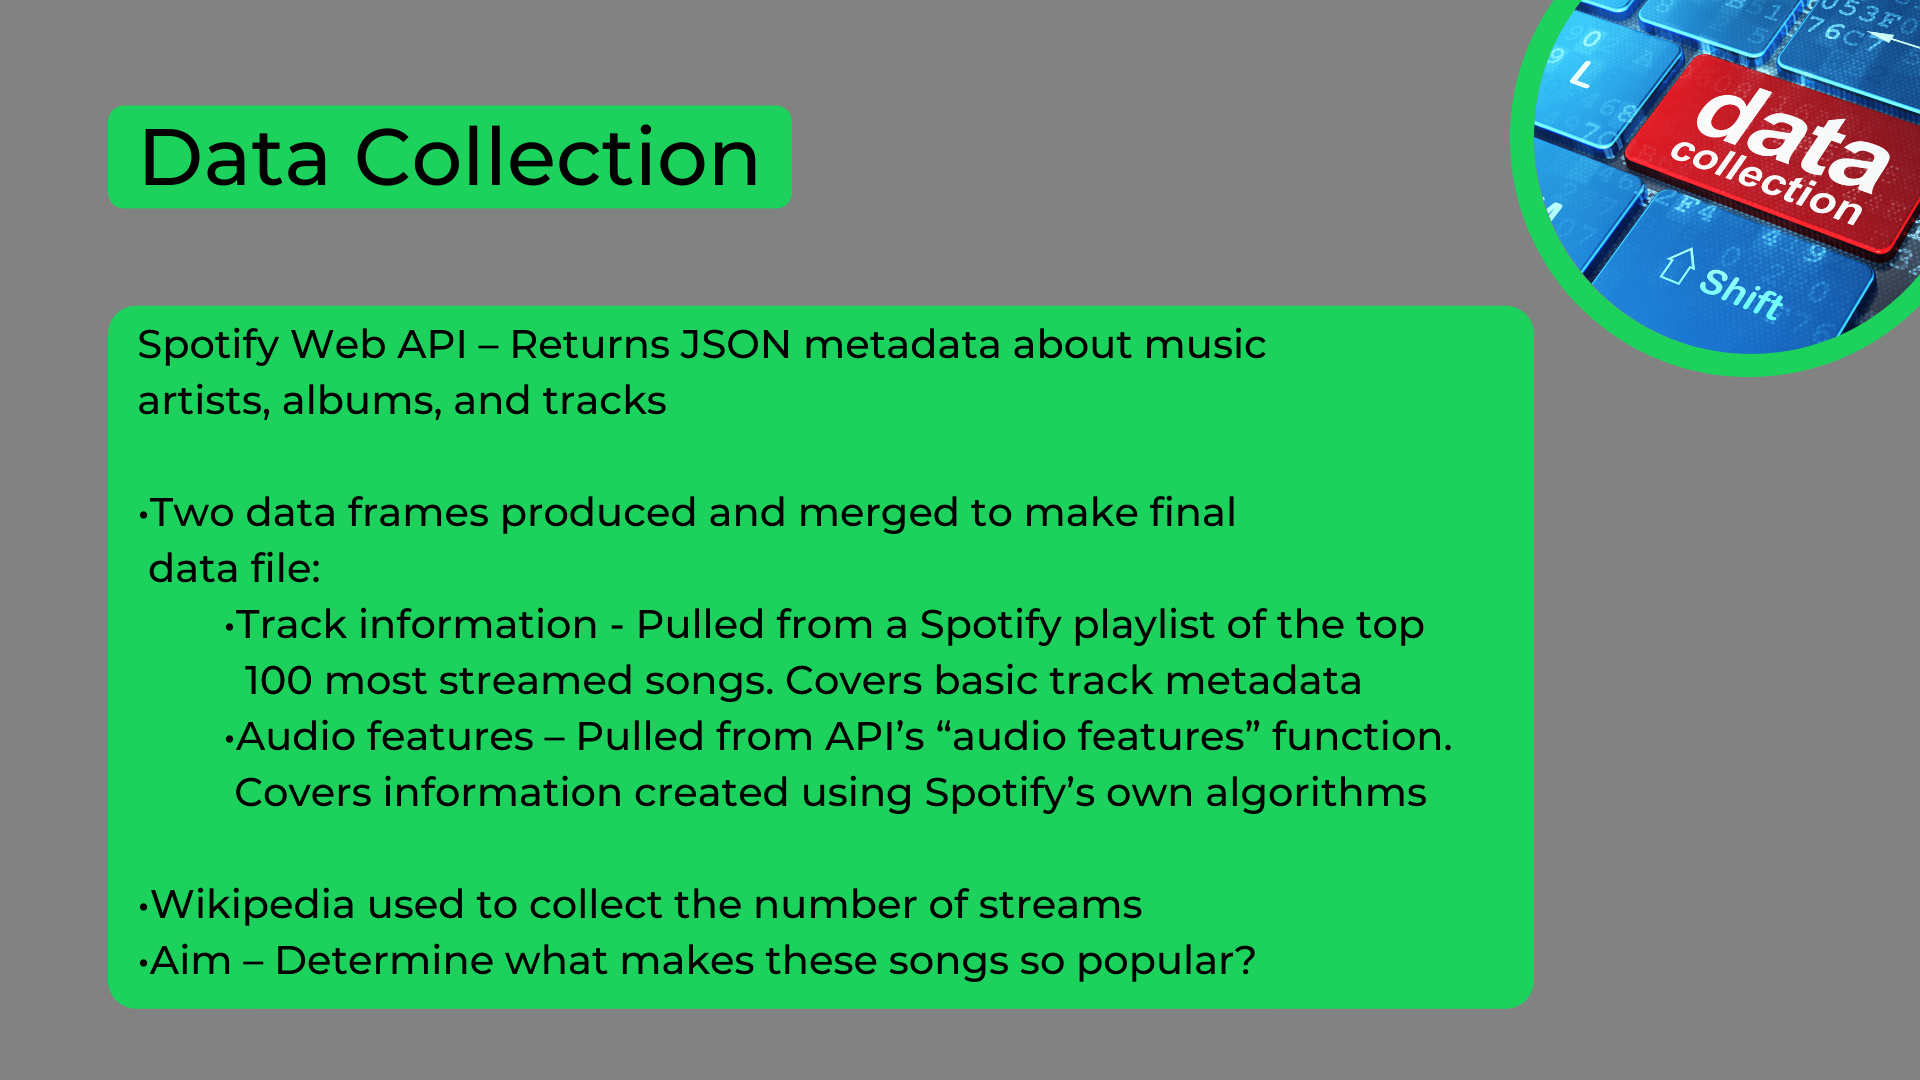 Data Collection
data
collection
L
Shift
Spotify Web API – Returns JSON metadata about music
artists, albums, and tracks
•Two data frames produced and merged to make final
data file:
•Track information - Pulled from a Spotify playlist of the top
100 most streamed songs. Covers basic track metadata
•Audio features – Pulled from API’s “audio features” function.
Covers information created using Spotify’s own algorithms
•Wikipedia used to collect the number of streams
•Aim – Determine what makes these songs so popular?